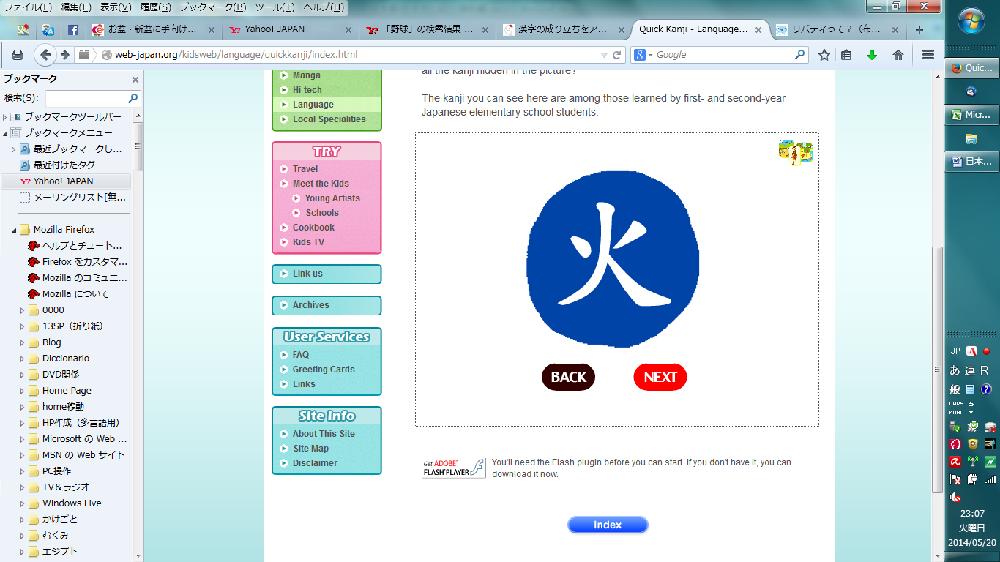 ファイル(F) 編集(E) 表示(V) 履歴(S) ブックマーク(B) ツール(T) ヘルプ(H)
お盆・新盆に手向け... Yahoo! JAPAN 「野球」の検索結果 ... 漢字の成り立ちをア... Quick Kanji - Language... リバティって？（布...
web-japan.org/kidsweb/language/quickkanji/index.html
Google
ブックマーク
検索(S):
ブックマークツールバー
ブックマークメニュー
最近ブックマークし...
最近付けたタグ
Yahoo! JAPAN
メーリングリスト[無...
Mozilla Firefox
ヘルプとチュート...
Firefox をカスタマ...
Mozilla のコミュニ...
Mozilla について
0000
13SP（折り紙）
Blog
Diccionario
DVD関係
Home Page
home移動
HP作成（多言語用）
Microsoft の Web ...
MSN の Web サイト
PC操作
TV＆ラジオ
Windows Live
かけごと
むくみ
エジプト
Manga
Hi-tech
Language
Local Specialities
TRY
Travel
Meet the Kids
Young Artists
Schools
Cookbook
Kids TV
Link us
Archives
User Services
FAQ
Greeting Cards
Links
Site Info
About This Site
Site Map
Disclaimer
all the kanji hidden in the picture?
The kanji you can see here are among those learned by first- and second-year
Japanese elementary school students.
火
BACK NEXT
Get ADOBE FLASH PLAYER
You'll need the Flash plugin before you can start. If you don't have it, you can
download it now.
Index
Quic...
Micr...
日本...
JP A
あ 連 R
般
CAPS
KANA
23:07
火曜日
2014/05/20